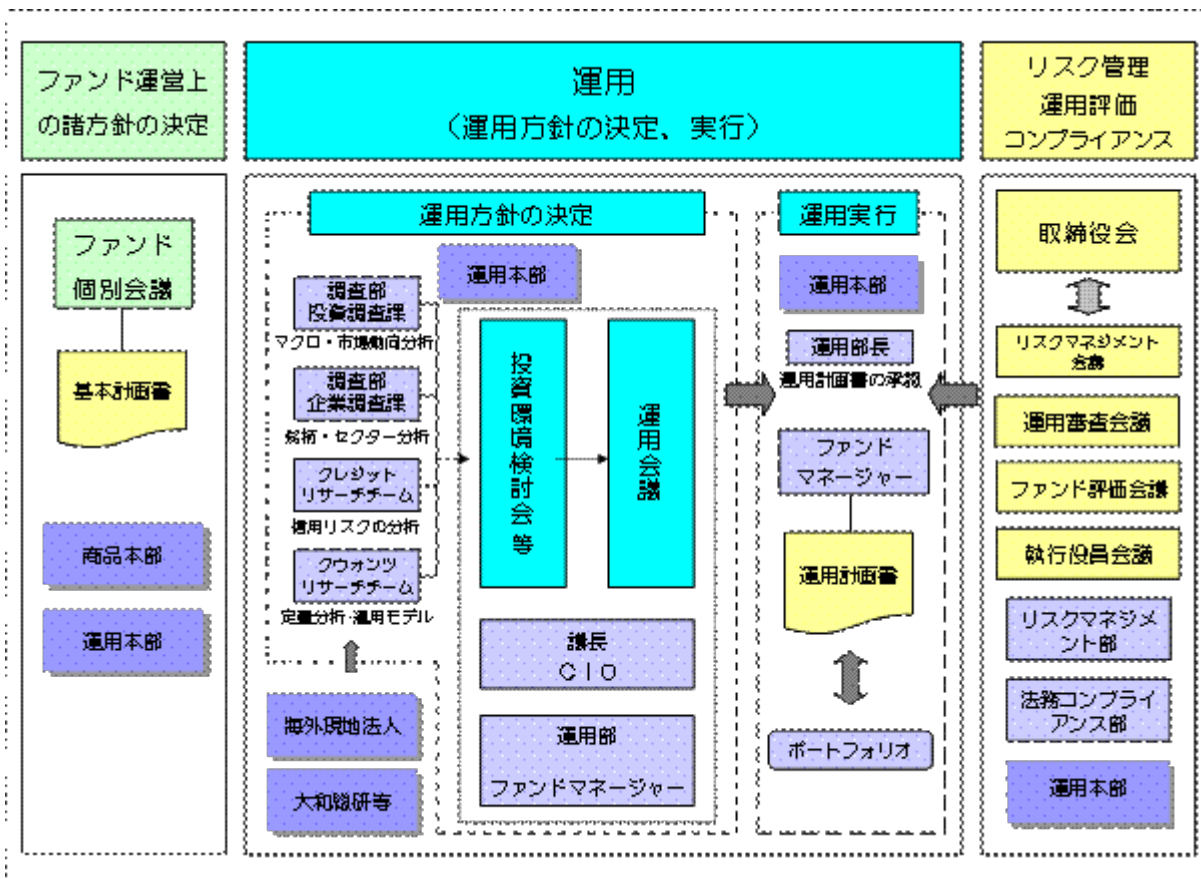 ファンド運営上
の諸方針の決定
ファンド
個別会議
基本計画書
商品本部
運用本部
運用
（運用方針の決定、実行）
運用方針の決定
運用本部
調査部
投資調査課
マクロ・市場動向分析
調査部
企業調査課
銘柄・セクター分析
クレジット
リサーチチーム
信用リスクの分析
クウォンツ
リサーチチーム
定量分析・運用モデル
海外現地法人
大和総研等
投資環境検討会等
運用会議
議長
ＣＩＯ
運用部
ファンドマネージャー
運用実行
運用本部
運用部長
運用計画書の承認
ファンド
マネージャー
運用計画書
ポートフォリオ
リスク管理
運用評価
コンプライアンス
取締役会
リスクマネジメント
会議
運用審査会議
ファンド評価会議
執行役員会議
リスクマネジメ
ント部
法務コンプライ
アンス部
運用本部